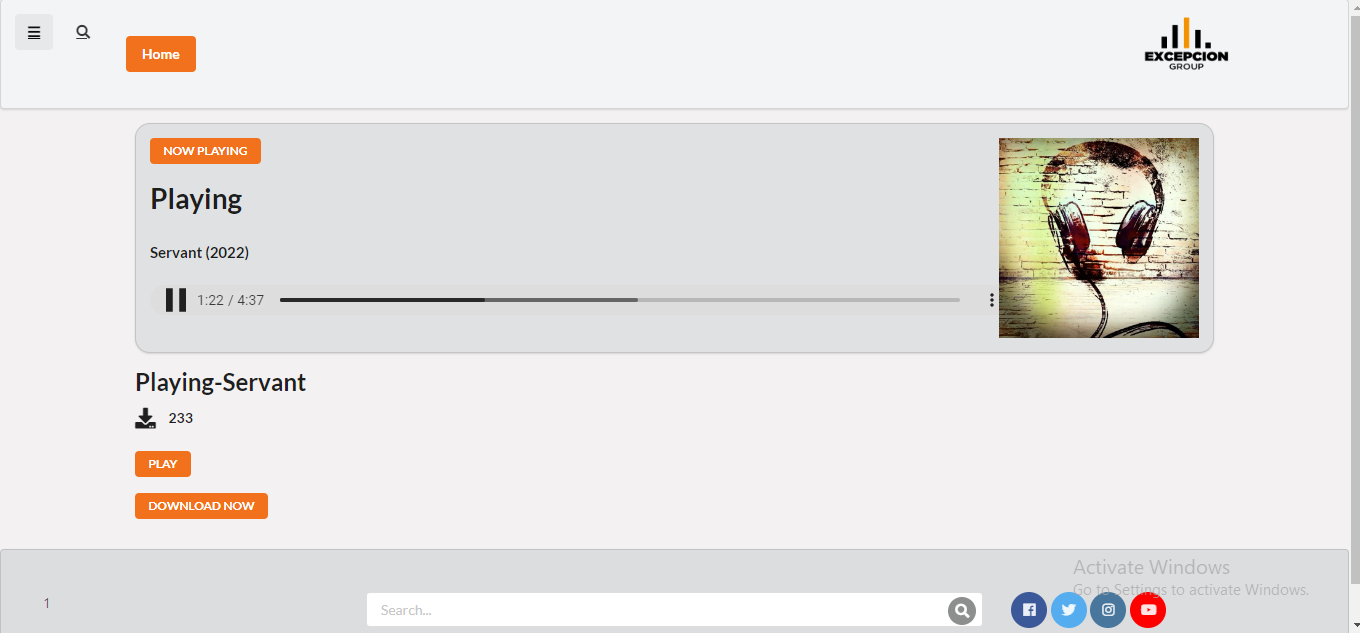 Home
EXCEPCION
GROUP
NOW PLAYING
Playing
Servant (2022)
1:22 / 4:37
Playing-Servant
233
PLAY
DOWNLOAD NOW
Activate Windows
Go to Settings to activate Windows.
1
Search...